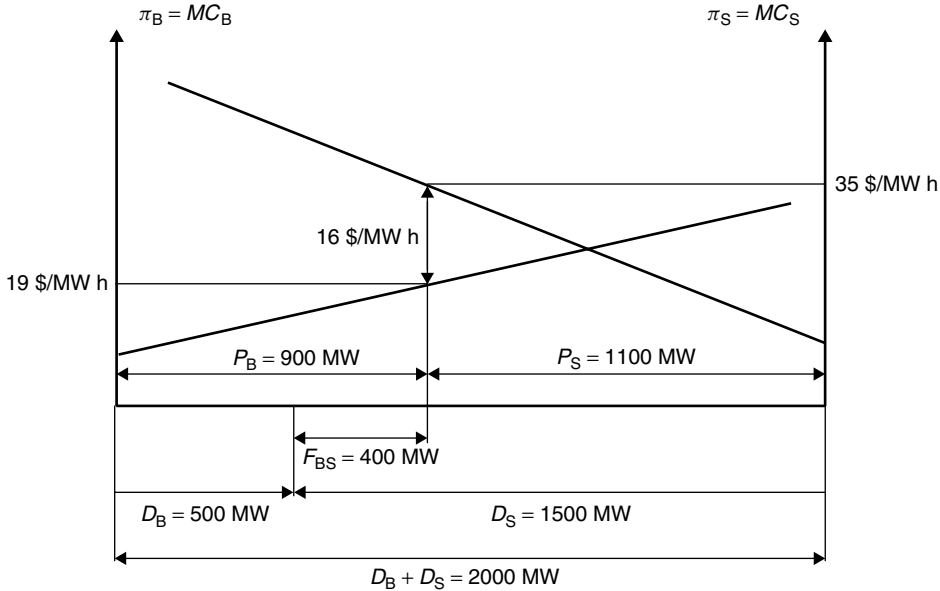 π_B = MC_B
π_S = MC_S
35 $/MW h
16 $/MW h
19 $/MW h
P_B = 900 MW
P_S = 1100 MW
F_BS = 400 MW
D_B = 500 MW
D_S = 1500 MW
D_B + D_S = 2000 MW